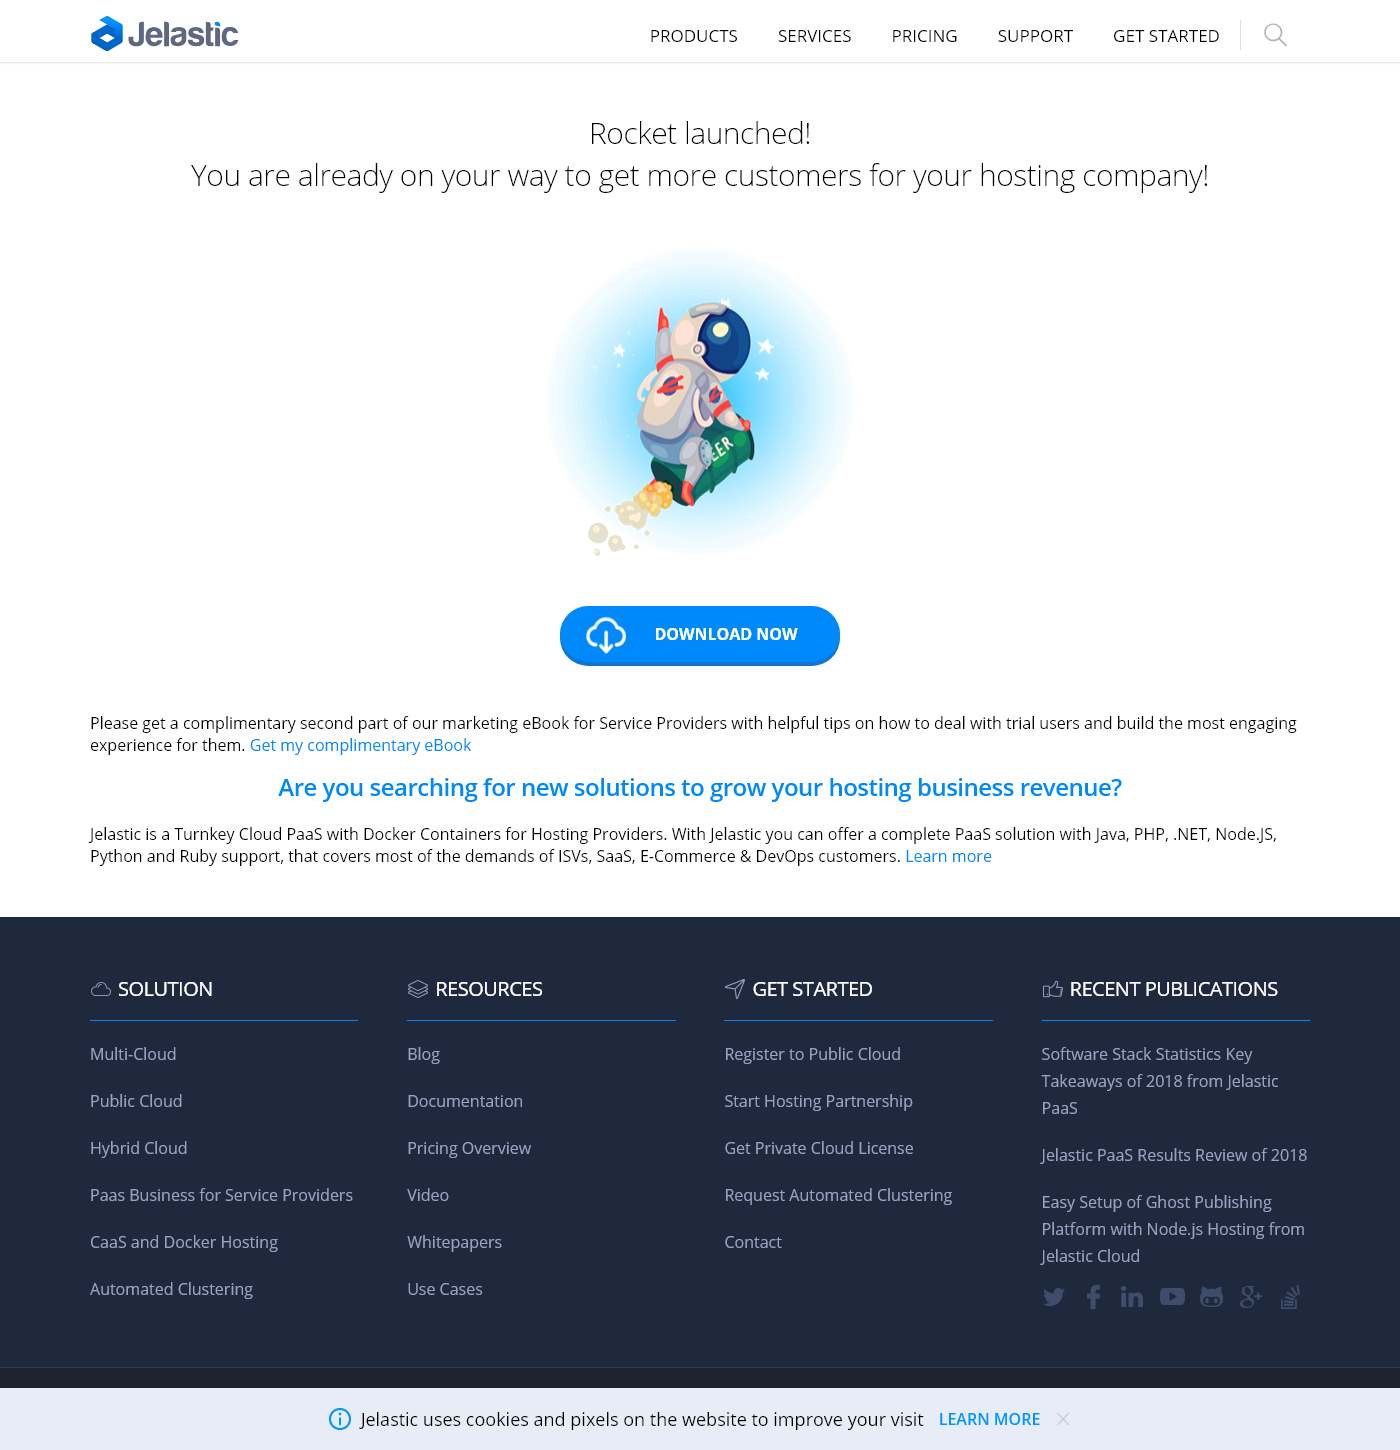 Jelastic
PRODUCTS
SERVICES
PRICING
SUPPORT
GET STARTED
Rocket launched!
You are already on your way to get more customers for your hosting company!
EER
DOWNLOAD NOW
Please get a complimentary second part of our marketing eBook for Service Providers with helpful tips on how to deal with trial users and build the most engaging
experience for them. Get my complimentary eBook
Are you searching for new solutions to grow your hosting business revenue?
Jelastic is a Turnkey Cloud PaaS with Docker Containers for Hosting Providers. With Jelastic you can offer a complete PaaS solution with Java, PHP, .NET, Node.JS,
Python and Ruby support, that covers most of the demands of ISVs, SaaS, E-Commerce & DevOps customers. Learn more
SOLUTION
Multi-Cloud
Public Cloud
Hybrid Cloud
Paas Business for Service Providers
CaaS and Docker Hosting
Automated Clustering
RESOURCES
Blog
Documentation
Pricing Overview
Video
Whitepapers
Use Cases
GET STARTED
Register to Public Cloud
Start Hosting Partnership
Get Private Cloud License
Request Automated Clustering
Contact
RECENT PUBLICATIONS
Software Stack Statistics Key
Takeaways of 2018 from Jelastic
PaaS
Jelastic PaaS Results Review of 2018
Easy Setup of Ghost Publishing
Platform with Node.js Hosting from
Jelastic Cloud
Jelastic uses cookies and pixels on the website to improve your visit LEARN MORE